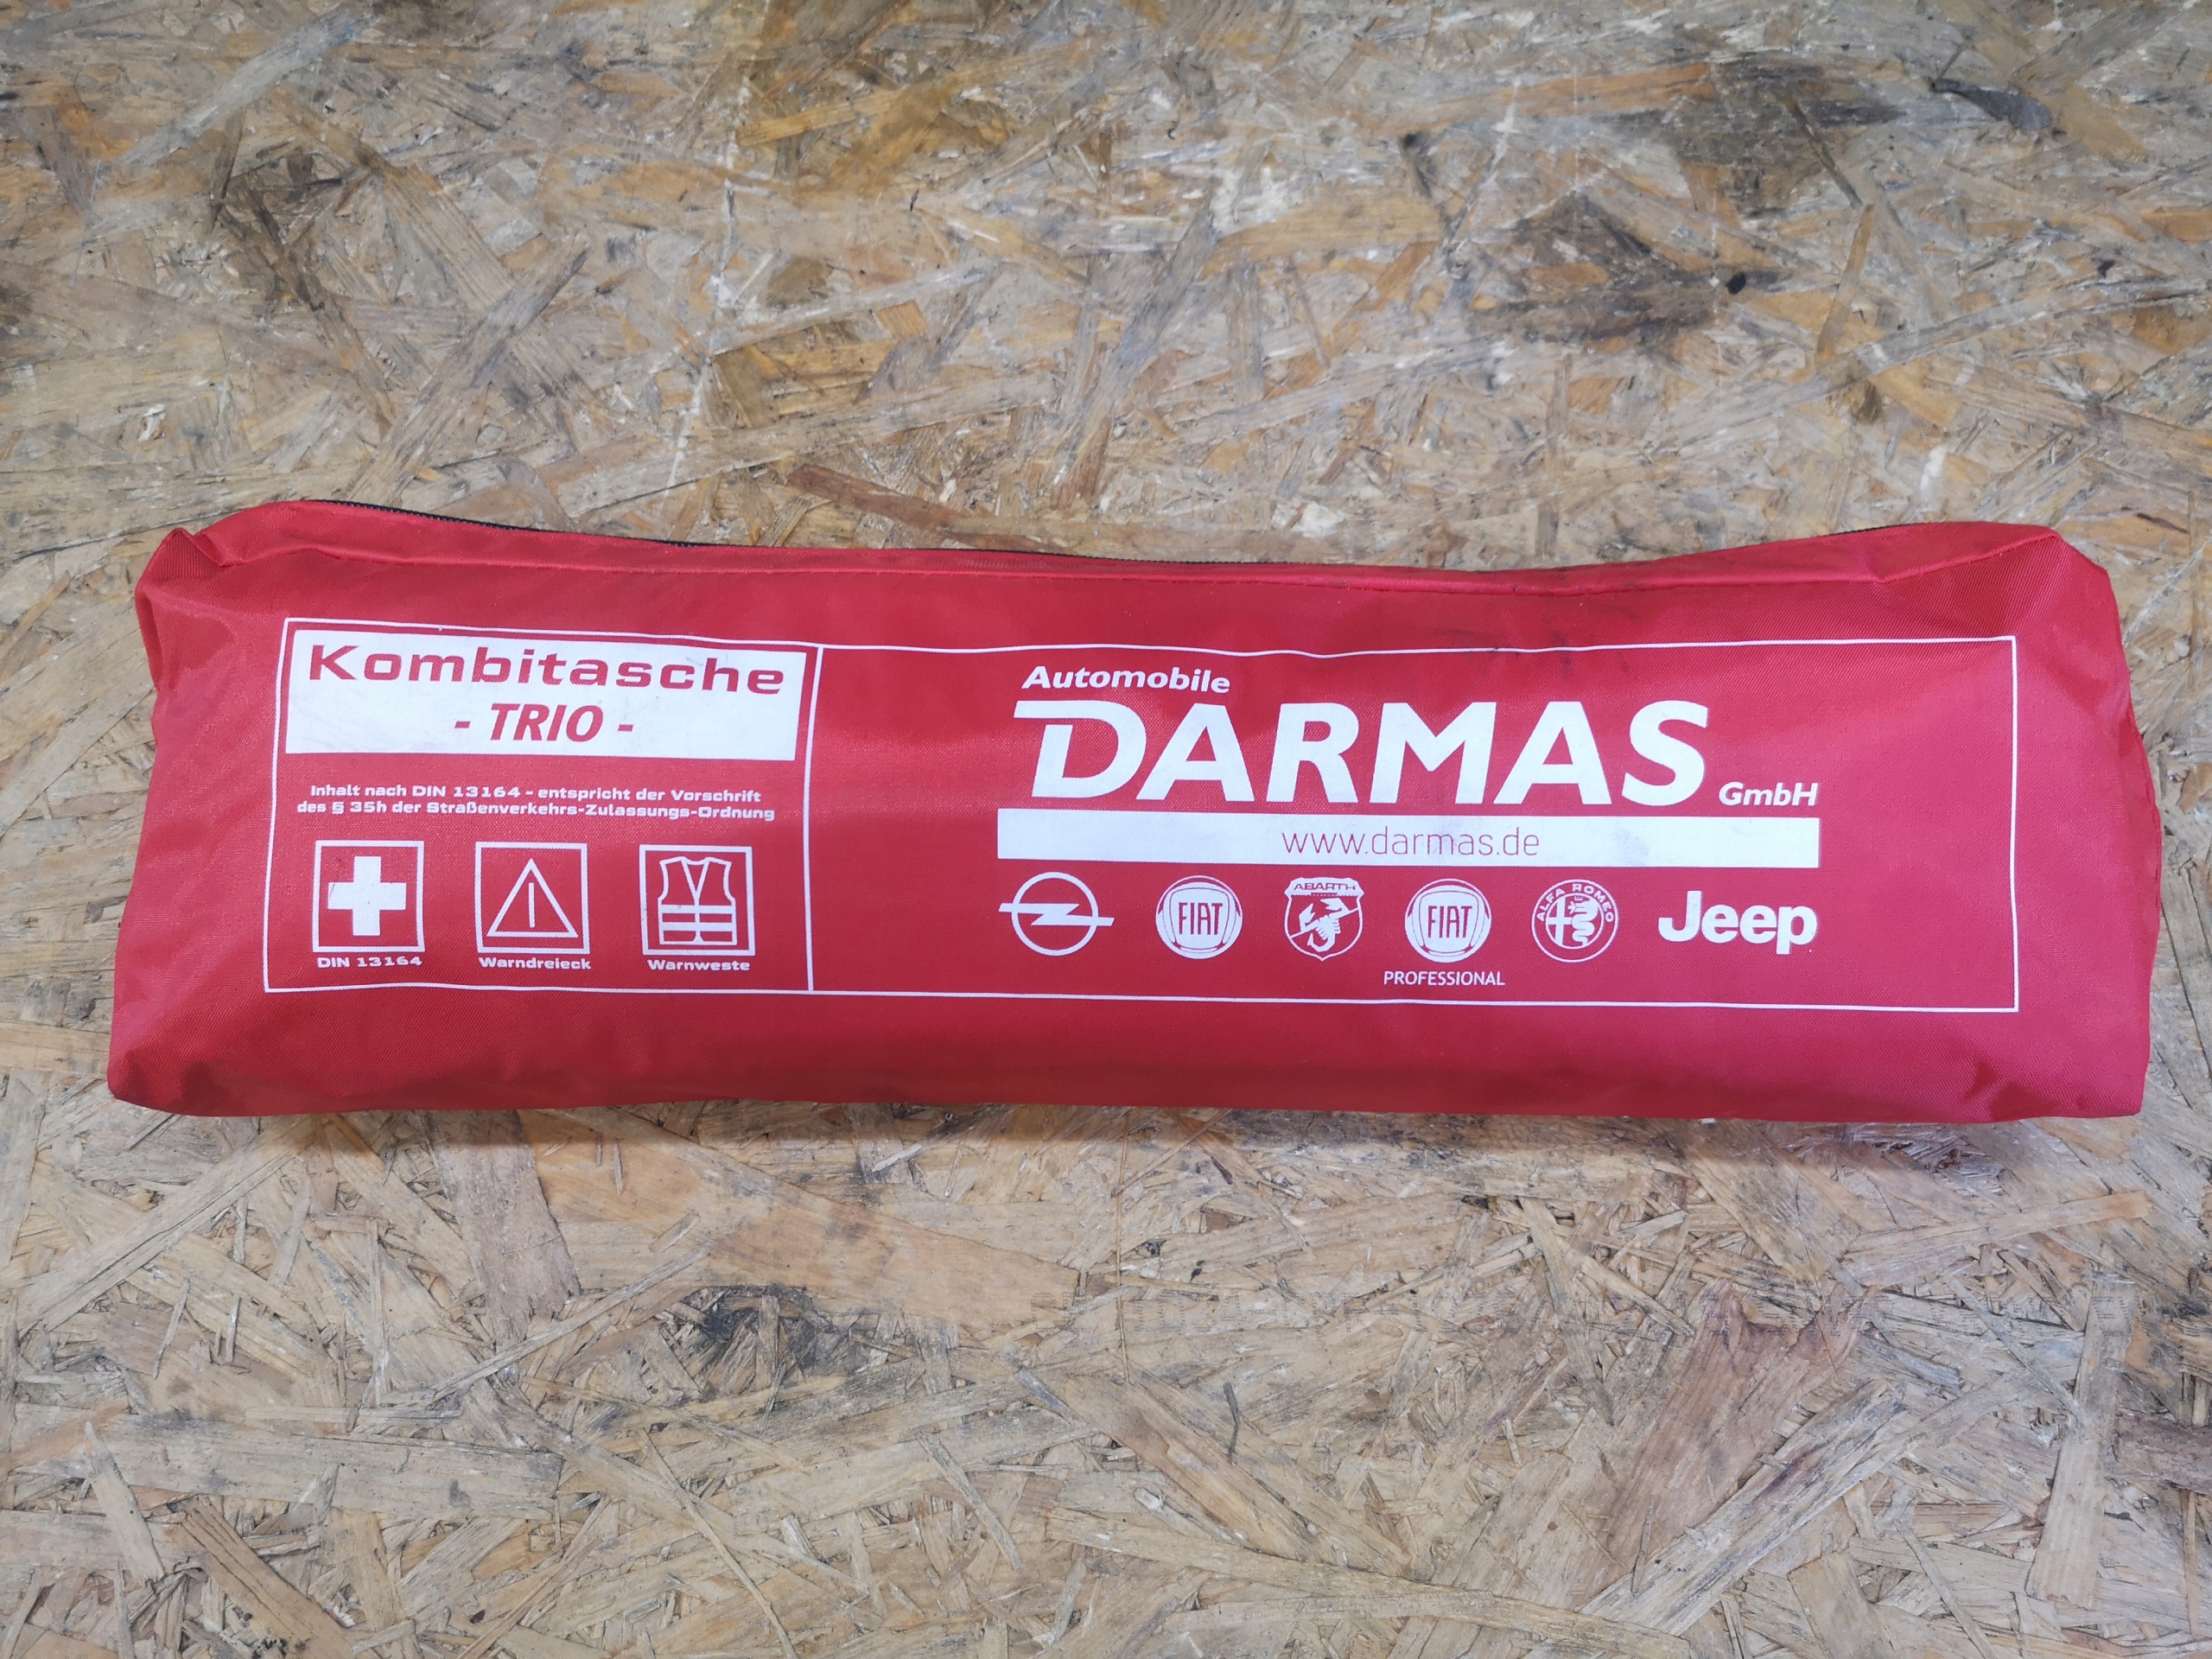 Kombitasche
- TRIO -
Inhalt nach DIN 13164 - entspricht der Vorschrift
des § 35h der Straßenverkehrs-Zulassungs-Ordnung
DIN 13164
Warndreieck
Warnweste
Automobile
DARMAS GmbH
www.darmas.de
FIAT
ABARTH
FIAT
PROFESSIONAL
ALFA ROMEO
Jeep